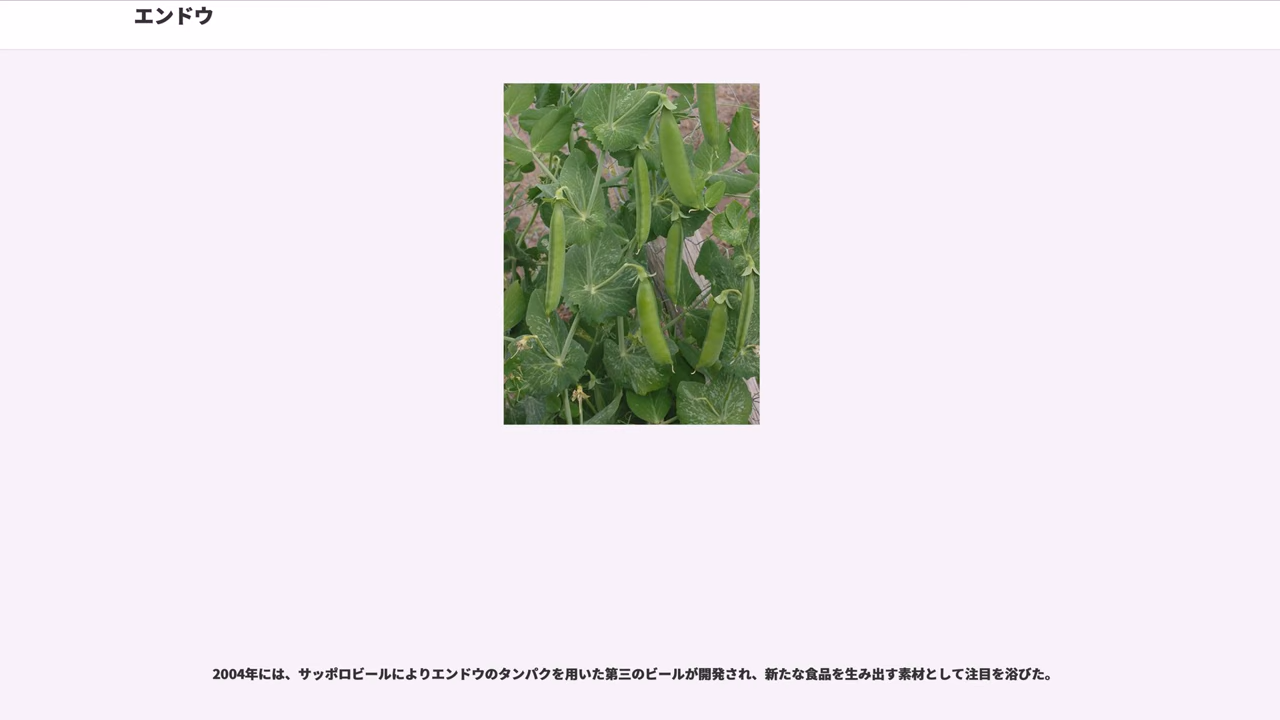 エンドウ
2004年には、サッポロビールによりエンドウのタンパクを用いた第三のビールが開発され、新たな食品を生み出す素材として注目を浴びた。